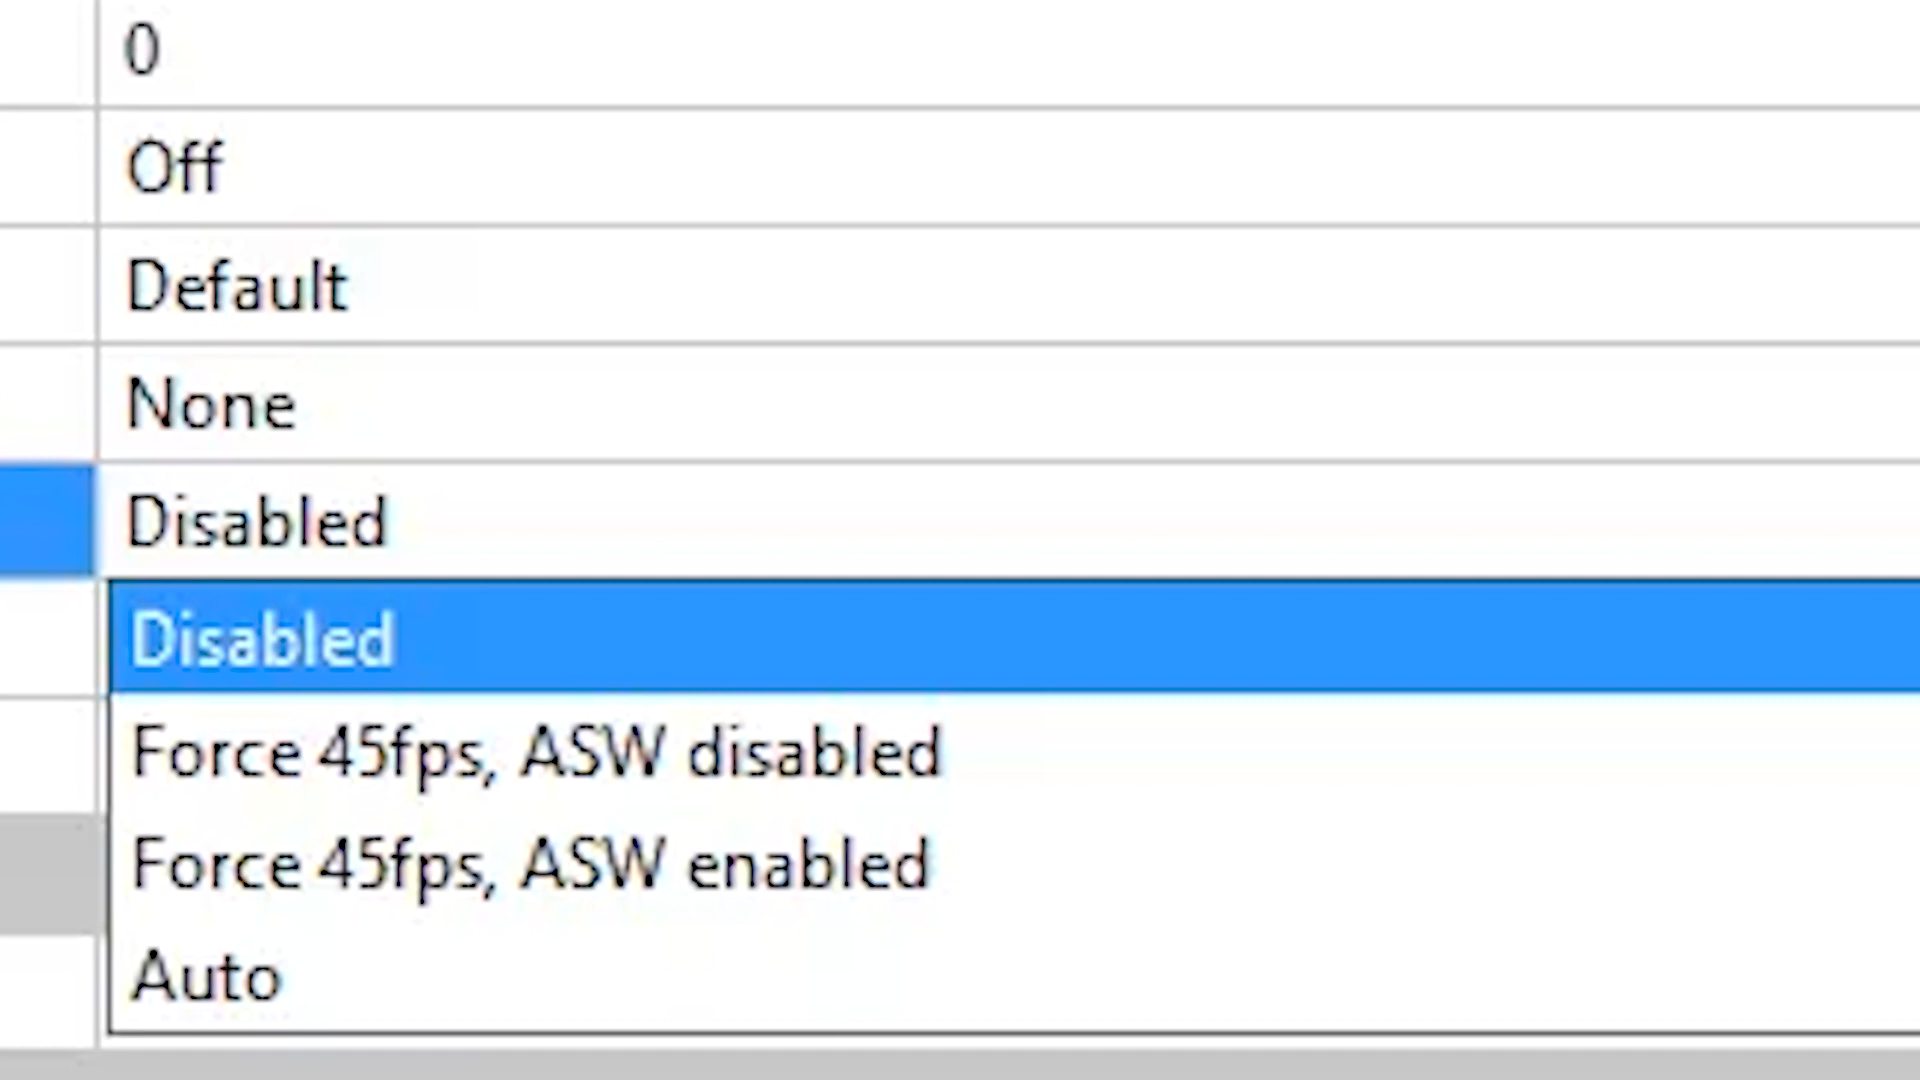 0
Off
Default
None
Disabled
Disabled
Force 45fps, ASW disabled
Force 45fps, ASW enabled
Auto